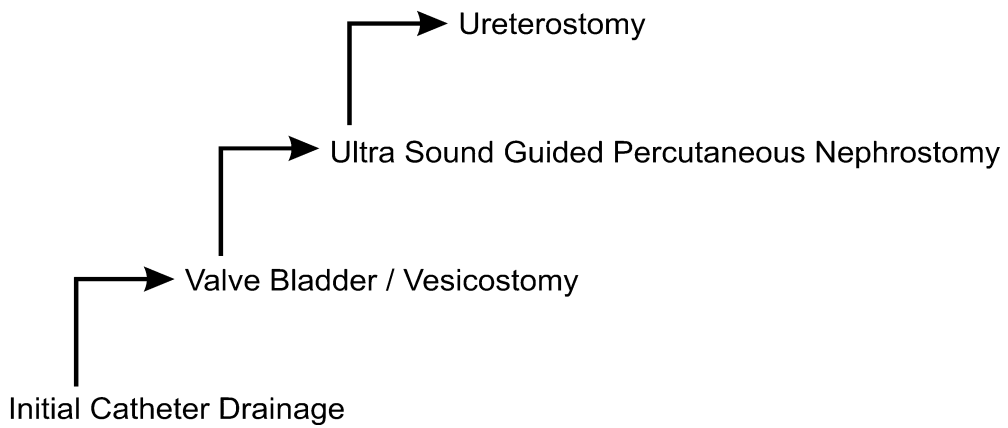 Ureterostomy
Ultra Sound Guided Percutaneous Nephrostomy
Valve Bladder / Vesicostomy
Initial Catheter Drainage